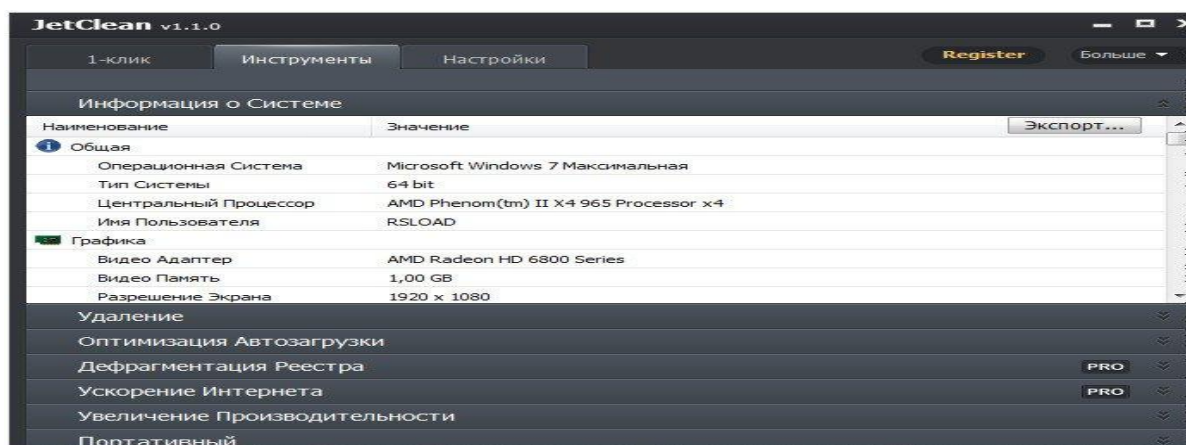 JetClean v1.1.0
1-клик Инструменты Настройки Register Больше
Информация о Системе
Наименование Значение Экспорт...
Общая
Операционная Система Microsoft Windows 7 Максимальная
Тип Системы 64 bit
Центральный Процессор AMD Phenom(tm) II X4 965 Processor x4
Имя Пользователя RSLOAD
Графика
Видео Адаптер AMD Radeon HD 6800 Series
Видео Память 1,00 GB
Разрешение Экрана 1920 x 1080
Удаление
Оптимизация Автозагрузки
Дефрагментация Реестра PRO
Ускорение Интернета PRO
Увеличение Производительности
Портативный